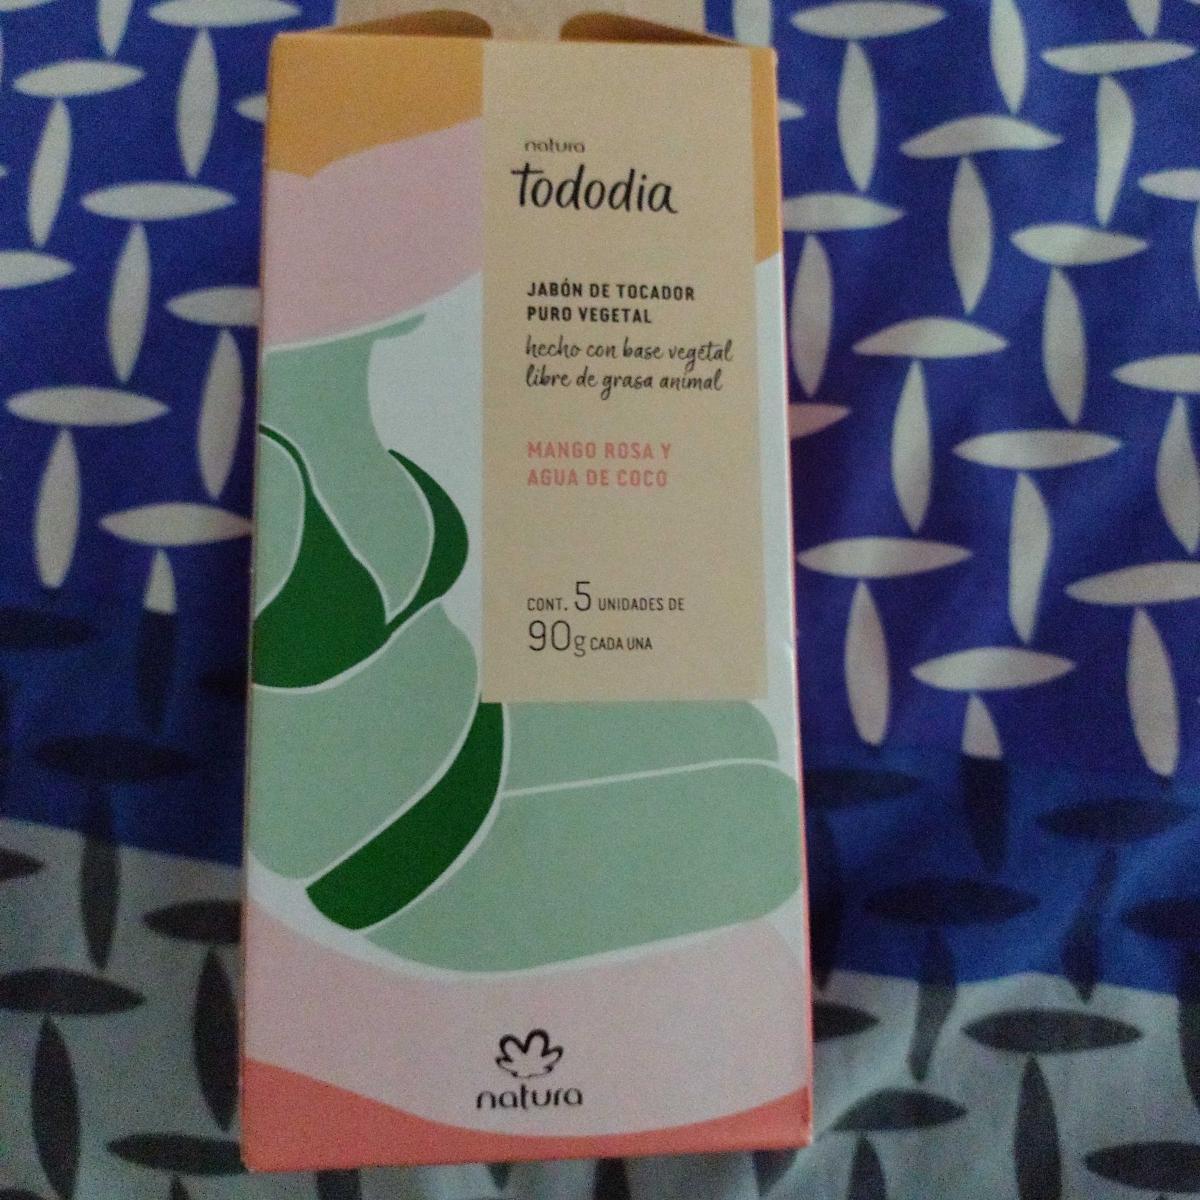 natura
tododia
JABÓN DE TOCADOR
PURO VEGETAL
hecho con base vegetal
libre de grasa animal
MANGO ROSA Y
AGUA DE COCO
CONT. 5 UNIDADES DE
90g CADA UNA
natura